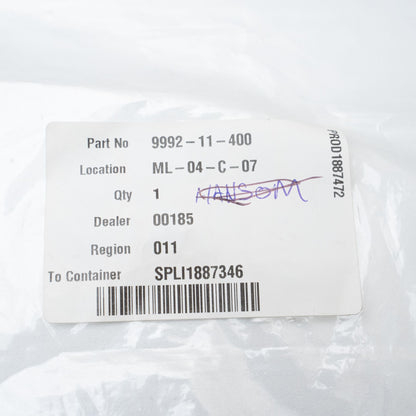 Part No 9992-11-400
Location ML-04-C-07
Qty 1
Dealer 00185
Region 011
To Container SPLI1887346
PROD1887472